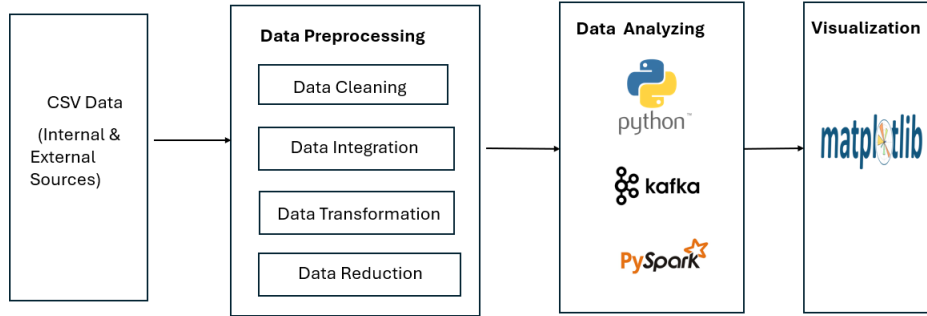 CSV Data
(Internal &
External
Sources)
Data Preprocessing
Data Cleaning
Data Integration
Data Transformation
Data Reduction
Data Analyzing
python™
kafka
PySpark
Visualization
matplotlib